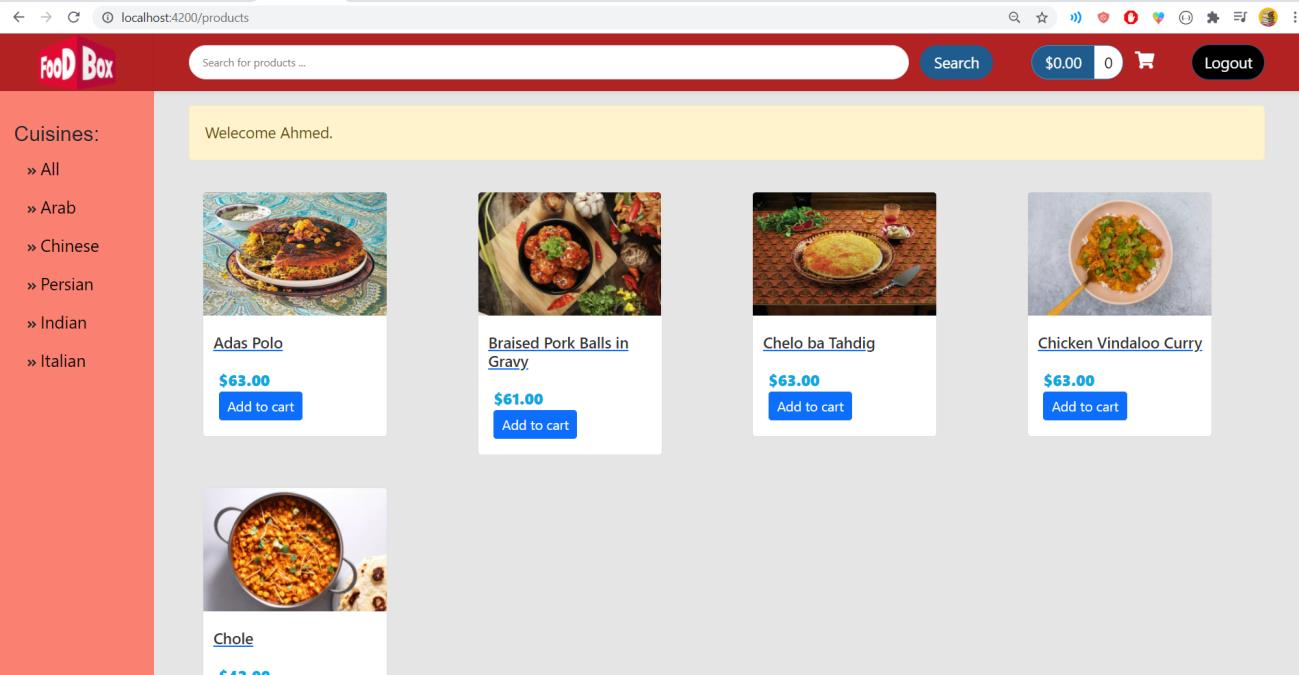 localhost:4200/products
FooD Box
Search for products ...
Search
$0.00
0
Logout
Cuisines:
» All
» Arab
» Chinese
» Persian
» Indian
» Italian
Welecome Ahmed.
Adas Polo
$63.00
Add to cart
Braised Pork Balls in
Gravy
$61.00
Add to cart
Chelo ba Tahdig
$63.00
Add to cart
Chicken Vindaloo Curry
$63.00
Add to cart
Chole